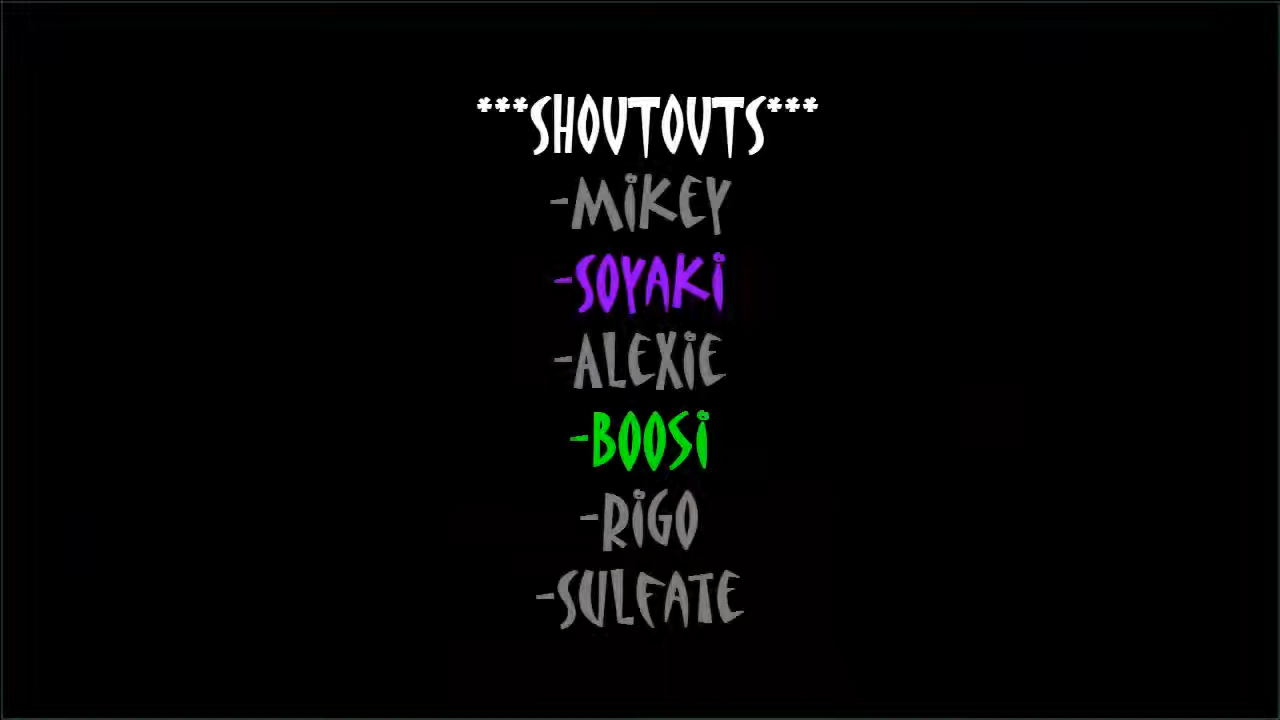 ***SHOUTOUTS***
-MiKEY
-SOYAKi
-ALEXiE
-BOOSi
-RiGO
-SULFATE